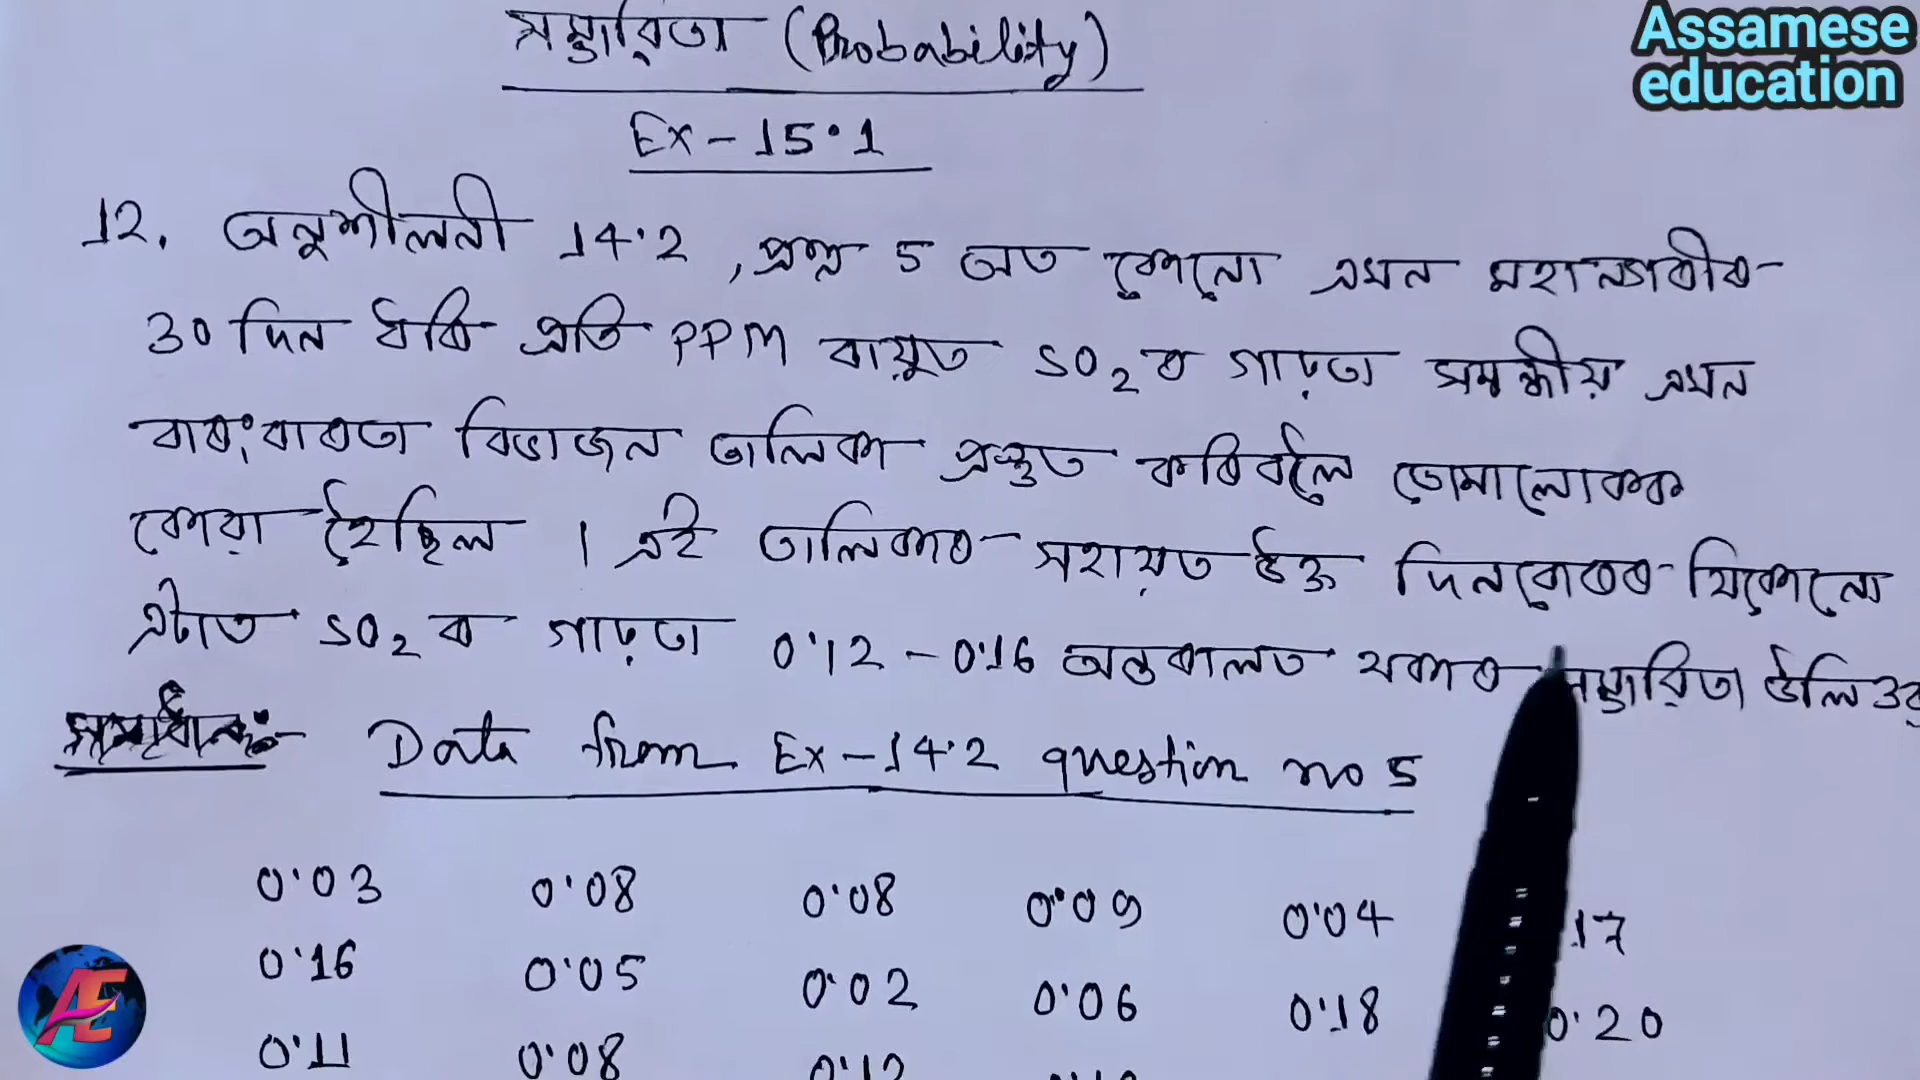 সম্ভাৱিতা (Probability)
Assamese
education
Ex - 15.1
12. অনুশীলনী 14.2, প্ৰশ্ন 5 অত কোনো এখন মহানগৰীৰ
30 দিন ধৰি প্ৰতি PPM বায়ুত SO₂ ৰ গাঢ়তা সম্বন্ধীয় এখন
বাৰংবাৰতা বিভাজন তালিকা প্ৰস্তুত কৰিবলৈ তোমালোকক
কোৱা হৈছিল । এই তালিকাৰ সহায়ত উক্ত দিনবোৰৰ যিকোনো
এটাত SO₂ ৰ গাঢ়তা 0.12 - 0.16 অন্তৰালত থকাৰ সম্ভাৱিতা উলিওৱ
সমাধান:-
Data from Ex - 14.2 question no 5
0.03 0.08 0.08 0.09 0.04 .17
0.16 0.05 0.02 0.06 0.18 0.20
0.11 0.08 0.12
AE